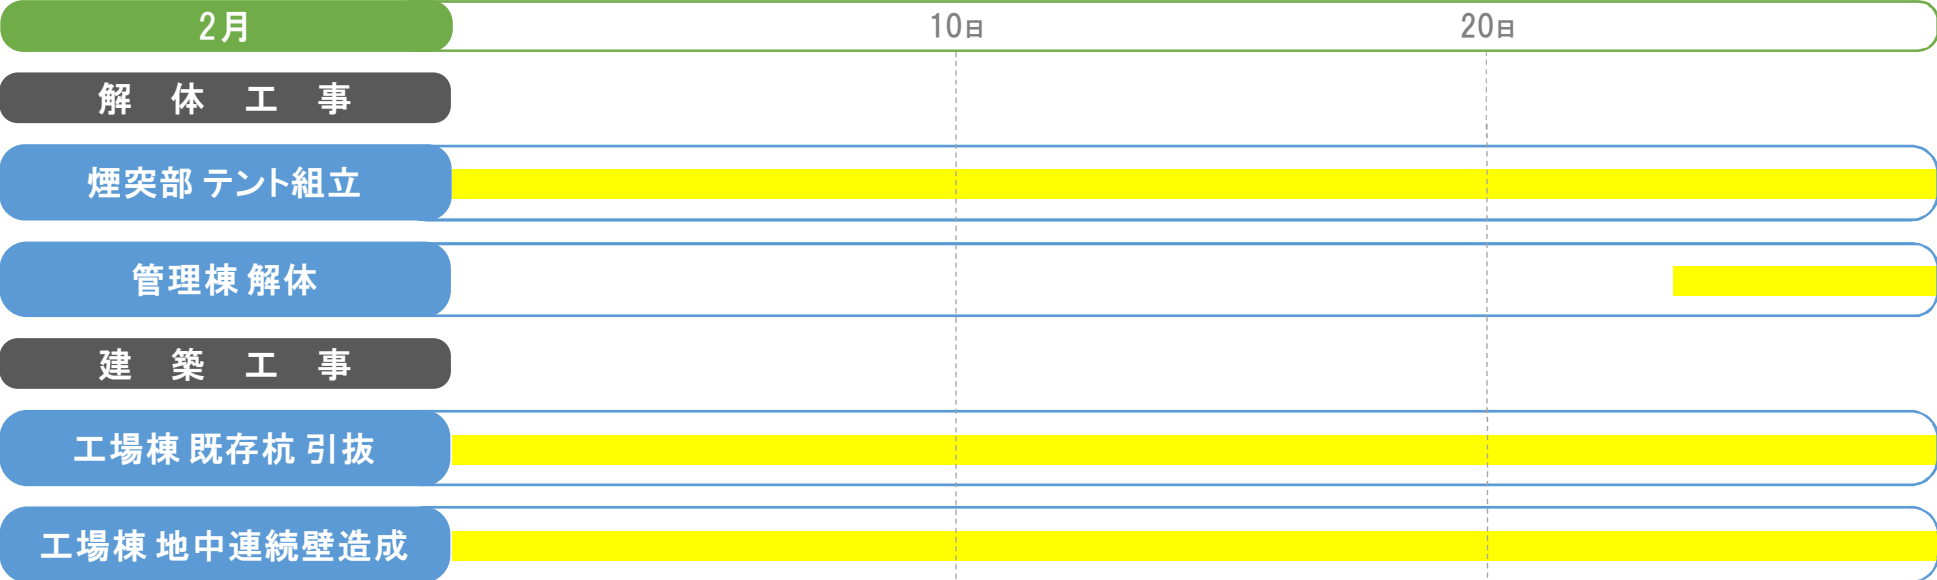 2月 10日 20日
解 体 工 事
煙突部 テント組立
管理棟 解体
建 築 工 事
工場棟 既存杭 引抜
工場棟 地中連続壁造成